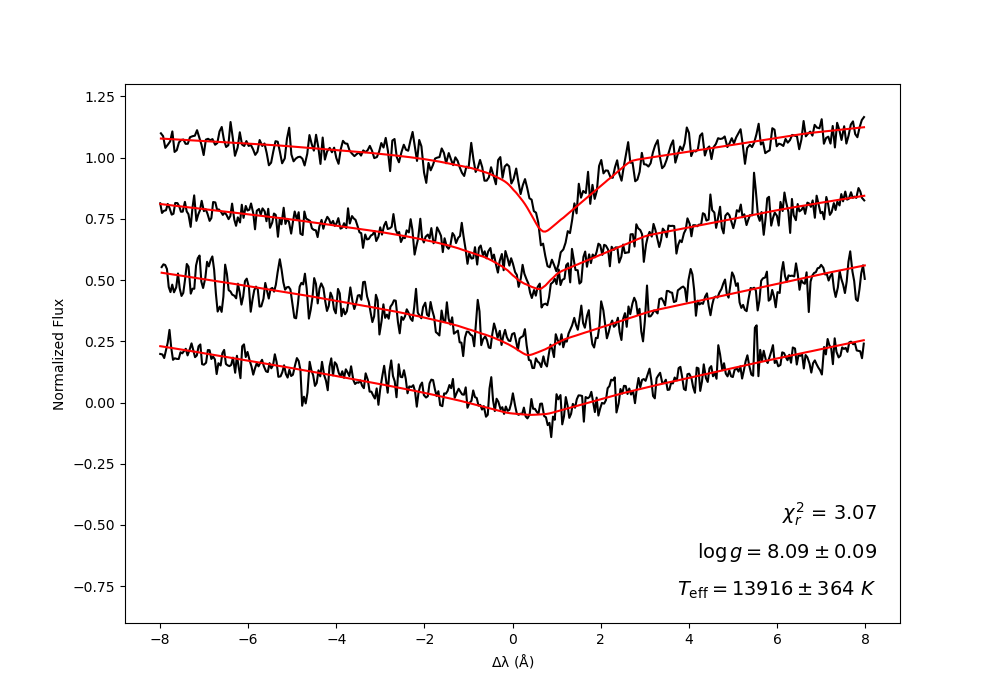 1.25
1.00
0.75
0.50
0.25
0.00
−0.25
−0.50
−0.75
Normalized Flux
χ²ᵣ = 3.07
log g = 8.09 ± 0.09
T_eff = 13916 ± 364 K
−8 −6 −4 −2 0 2 4 6 8
Δλ (Å)